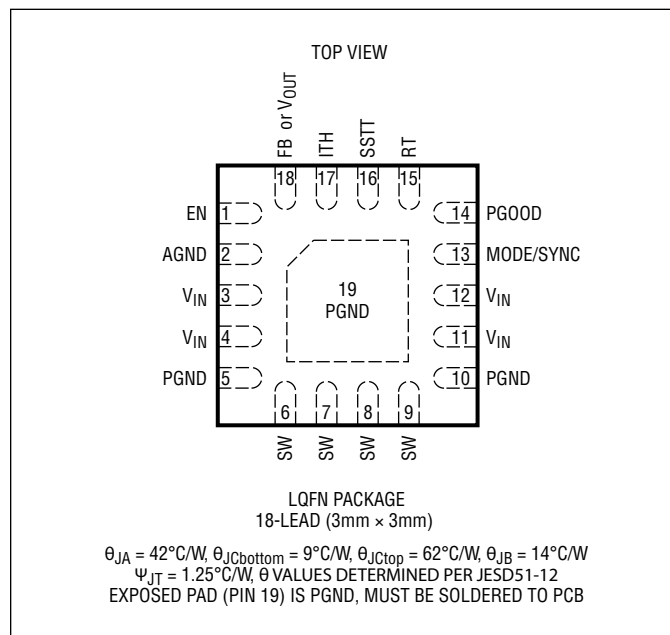 TOP VIEW
FB or VOUT
ITH
SSTT
RT
18 17 16 15
EN 1
14 PGOOD
AGND 2
13 MODE/SYNC
VIN 3
12 VIN
19
PGND
VIN 4
11 VIN
PGND 5
10 PGND
6 7 8 9
SW SW SW SW
LQFN PACKAGE
18-LEAD (3mm × 3mm)
θJA = 42°C/W, θJCbottom = 9°C/W, θJCtop = 62°C/W, θJB = 14°C/W
ΨJT = 1.25°C/W, θ VALUES DETERMINED PER JESD51-12
EXPOSED PAD (PIN 19) IS PGND, MUST BE SOLDERED TO PCB